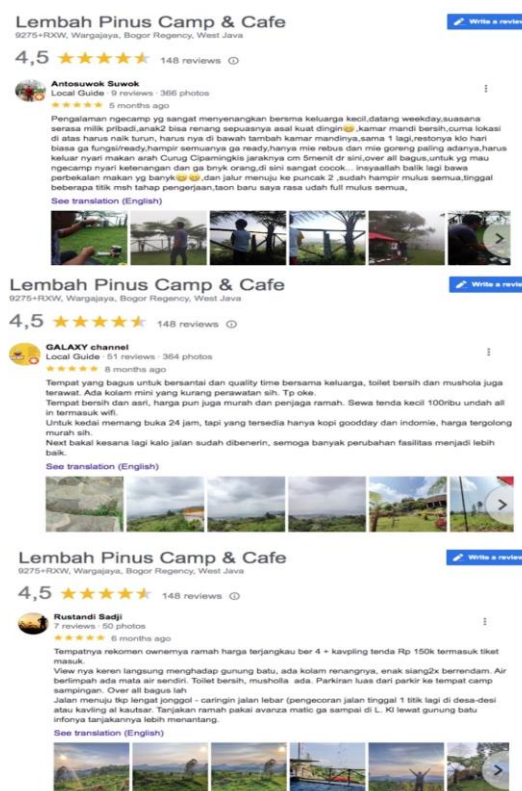 Lembah Pinus Camp & Cafe
Write a review
9275+RXW, Wargajaya, Bogor Regency, West Java
4,5 148 reviews
Antosuwok Suwok
Local Guide · 9 reviews · 366 photos
5 months ago
Pengalaman ngecamp yg sangat menyenangkan bersma keluarga kecil,datang weekday,suasana
serasa milik pribadi,anak2 bisa renang sepuasnya asal kuat dingin😄,kamar mandi bersih,cuma lokasi
di atas harus naik turun, harus nya di bawah tambah kamar mandinya,sama 1 lagi,restonya klo hari
biasa ga fungsi/ready,hampir semuanya ga ready,hanya mie rebus dan mie goreng paling adanya,harus
keluar nyari makan arah Curug Cipamingkis jaraknya cm 5menit dr sini,over all bagus,untuk yg mau
ngecamp nyari ketenangan dan ga bnyk orang,di sini sangat cocok... insyaallah balik lagi bawa
perbekalan makan yg banyk😄😄,dan jalur menuju ke puncak 2 ,sudah hampir mulus semua,tinggal
beberapa titik msh tahap pengerjaan,taon baru saya rasa udah full mulus semua,
See translation (English)
Lembah Pinus Camp & Cafe
Write a revie
9275+RXW, Wargajaya, Bogor Regency, West Java
4,5 148 reviews
GALAXY channel
Local Guide · 51 reviews · 364 photos
8 months ago
Tempat yang bagus untuk bersantai dan quality time bersama keluarga, toilet bersih dan mushola juga
terawat. Ada kolam mini yang kurang perawatan sih. Tp oke.
Tempat bersih dan asri, harga pun juga murah dan penjaga ramah. Sewa tenda kecil 100ribu undah all
in termasuk wifi.
Untuk kedai memang buka 24 jam, tapi yang tersedia hanya kopi goodday dan indomie, harga tergolong
murah sih.
Next bakal kesana lagi kalo jalan sudah dibenerin, semoga banyak perubahan fasilitas menjadi lebih
baik.
See translation (English)
Lembah Pinus Camp & Cafe
Write a review
9275+RXW, Wargajaya, Bogor Regency, West Java
4,5 148 reviews
Rustandi Sadji
7 reviews · 50 photos
6 months ago
Tempatnya rekomen ownernya ramah harga terjangkau ber 4 + kavpling tenda Rp 150k termasuk tiket
masuk.
View nya keren langsung menghadap gunung batu, ada kolam renangnya, enak siang2x berrendam. Air
berlimpah ada mata air sendiri. Toilet bersih, musholla ada. Parkiran luas dari parkir ke tempat camp
sampingan. Over all bagus lah
Jalan menuju tkp lengat jonggol - caringin jalan lebar (pengecoran jalan tinggal 1 titik lagi di desa-desi
atau kavling al kautsar. Tanjakan ramah pakai avanza matic ga sampai di L. Kl lewat gunung batu
infonya tanjakannya lebih menantang.
See translation (English)